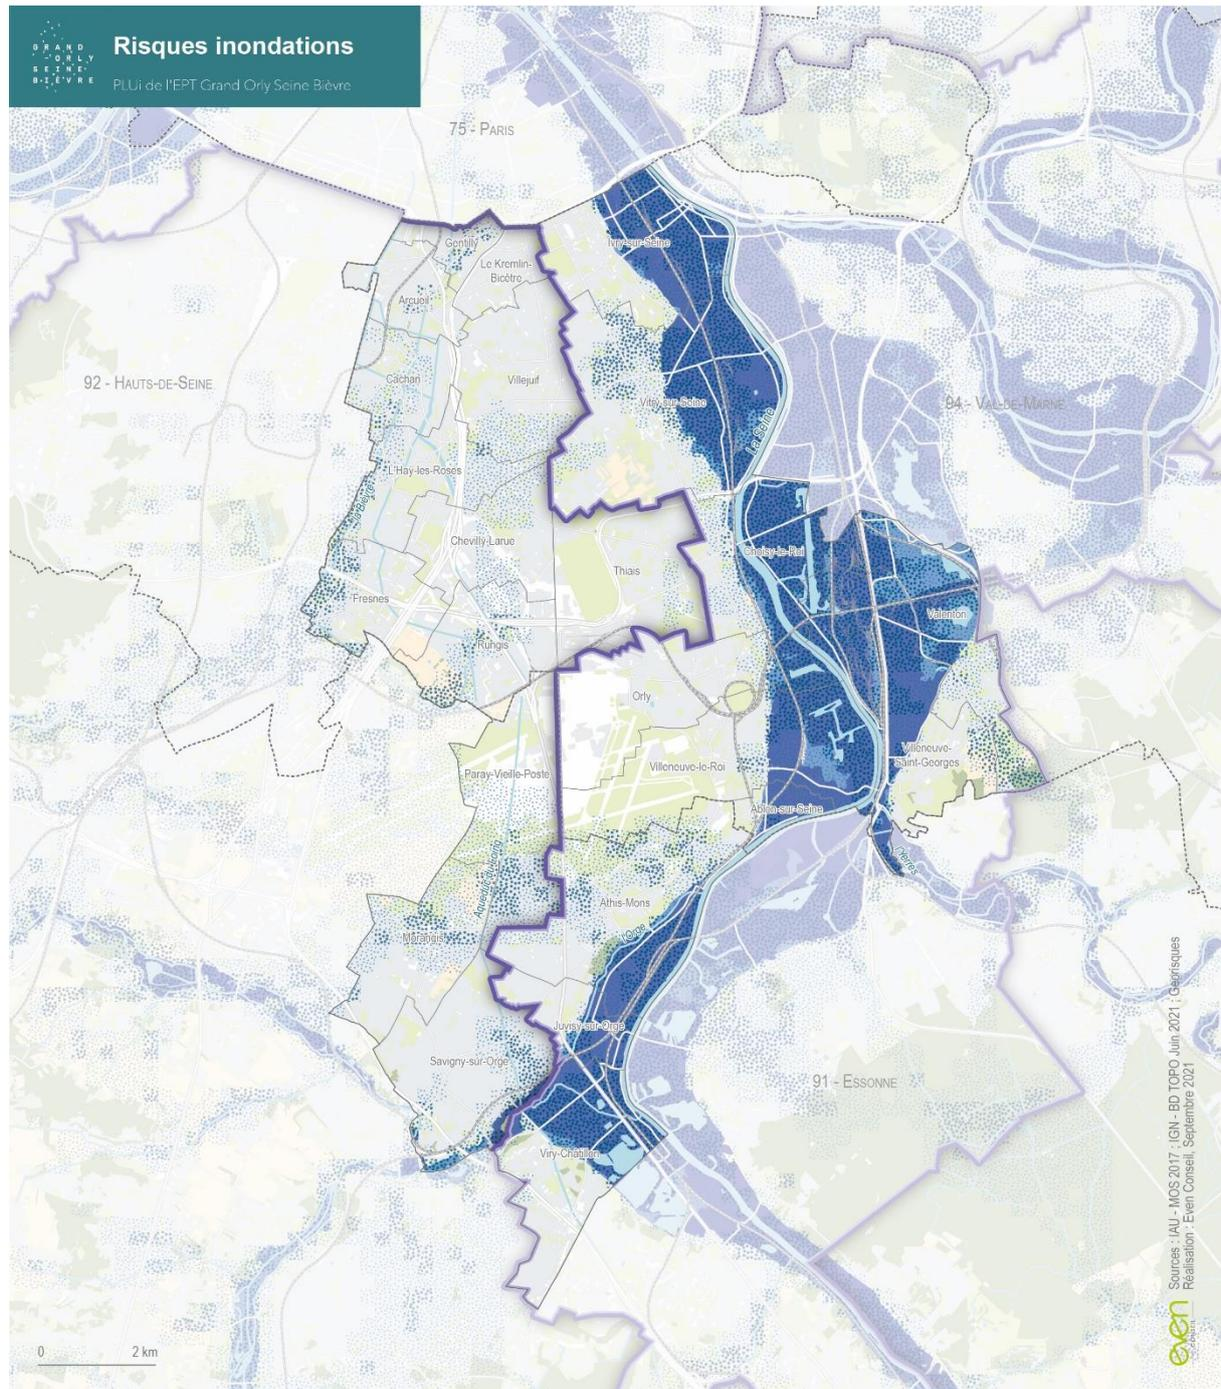 GRAND
ORLY
SEINE
BIÈVRE
Risques inondations
PLUi de l'EPT Grand Orly Seine Bièvre
75 - PARIS
Gentilly
Ivry-sur-Seine
Le Kremlin-
Bicêtre
Arcueil
92 - HAUTS-DE-SEINE
Cachan
Villejuif
Vitry-sur-Seine
94 - VAL-DE-MARNE
La Seine
L'Hay-les-Roses
La Bièvre
Chevilly-Larue
Choisy-le-Roi
Thiais
Fresnes
Valenton
Rungis
Orly
Villeneuve-
Saint-Georges
Paray-Vieille-Poste
Villeneuve-le-Roi
Ablon-sur-Seine
L'Yerres
Athis-Mons
L'Orge
Morangis
Juvisy-sur-Orge
Savigny-sur-Orge
91 - ESSONNE
Viry-Châtillon
0 2 km
Sources : IAU - MOS 2017 ; IGN - BD TOPO Juin 2021 ; Géorisques
Réalisation : Even Conseil, Septembre 2021
even
CONSEIL